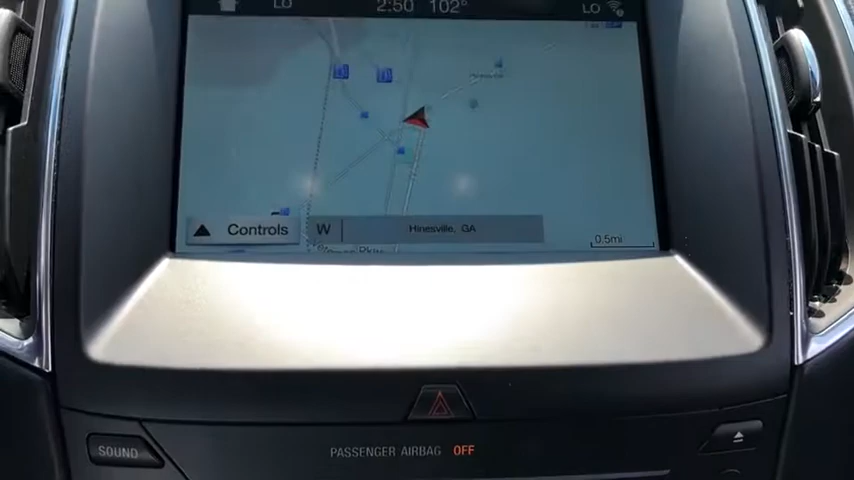 LO 2:50 102° LO
Controls W Hinesville, GA 0.5mi
SOUND
PASSENGER AIRBAG OFF